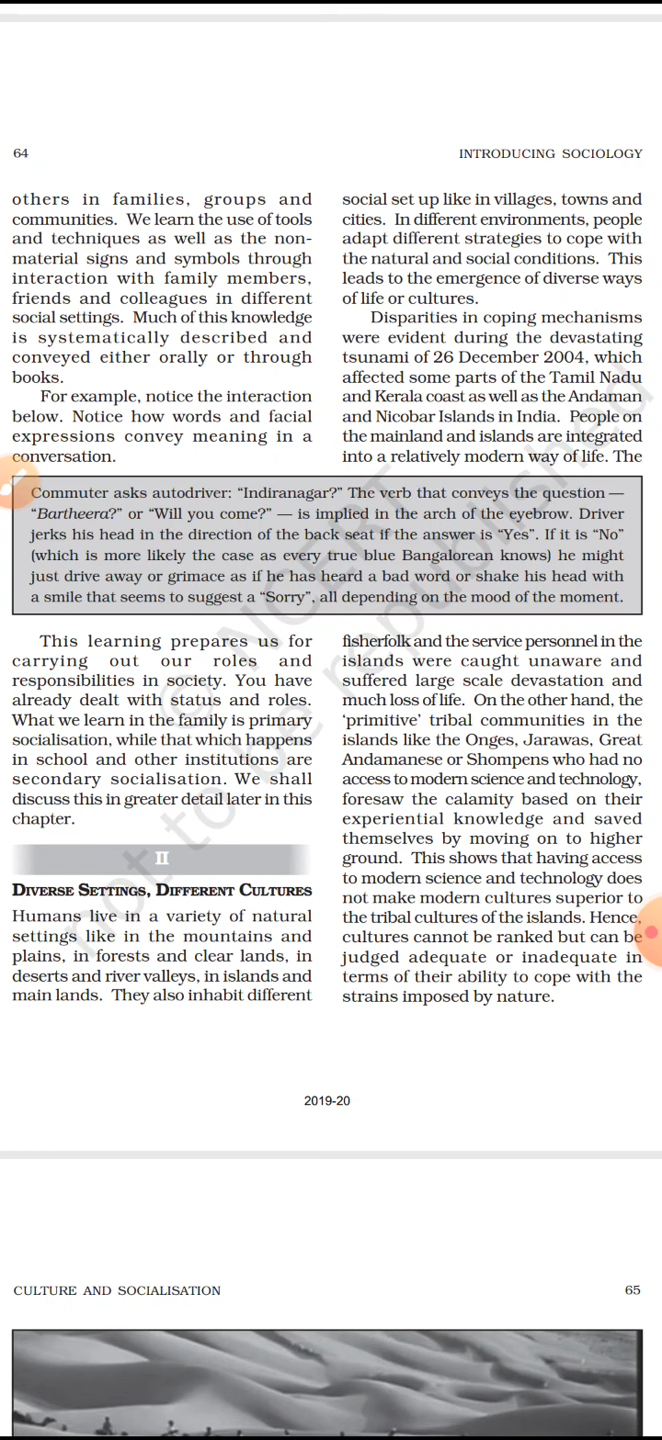 64
INTRODUCING SOCIOLOGY
others in families, groups and
communities. We learn the use of tools
and techniques as well as the non-
material signs and symbols through
interaction with family members,
friends and colleagues in different
social settings. Much of this knowledge
is systematically described and
conveyed either orally or through
books.
For example, notice the interaction
below. Notice how words and facial
expressions convey meaning in a
conversation.
social set up like in villages, towns and
cities. In different environments, people
adapt different strategies to cope with
the natural and social conditions. This
leads to the emergence of diverse ways
of life or cultures.
Disparities in coping mechanisms
were evident during the devastating
tsunami of 26 December 2004, which
affected some parts of the Tamil Nadu
and Kerala coast as well as the Andaman
and Nicobar Islands in India. People on
the mainland and islands are integrated
into a relatively modern way of life. The
Commuter asks autodriver: “Indiranagar?” The verb that conveys the question —
“Bartheera?” or “Will you come?” — is implied in the arch of the eyebrow. Driver
jerks his head in the direction of the back seat if the answer is “Yes”. If it is “No”
(which is more likely the case as every true blue Bangalorean knows) he might
just drive away or grimace as if he has heard a bad word or shake his head with
a smile that seems to suggest a “Sorry”, all depending on the mood of the moment.
This learning prepares us for
carrying out our roles and
responsibilities in society. You have
already dealt with status and roles.
What we learn in the family is primary
socialisation, while that which happens
in school and other institutions are
secondary socialisation. We shall
discuss this in greater detail later in this
chapter.
II
DIVERSE SETTINGS, DIFFERENT CULTURES
Humans live in a variety of natural
settings like in the mountains and
plains, in forests and clear lands, in
deserts and river valleys, in islands and
main lands. They also inhabit different
fisherfolk and the service personnel in the
islands were caught unaware and
suffered large scale devastation and
much loss of life. On the other hand, the
‘primitive’ tribal communities in the
islands like the Onges, Jarawas, Great
Andamanese or Shompens who had no
access to modern science and technology,
foresaw the calamity based on their
experiential knowledge and saved
themselves by moving on to higher
ground. This shows that having access
to modern science and technology does
not make modern cultures superior to
the tribal cultures of the islands. Hence,
cultures cannot be ranked but can be
judged adequate or inadequate in
terms of their ability to cope with the
strains imposed by nature.
© NCERT
not to be republished
2019-20
CULTURE AND SOCIALISATION
65